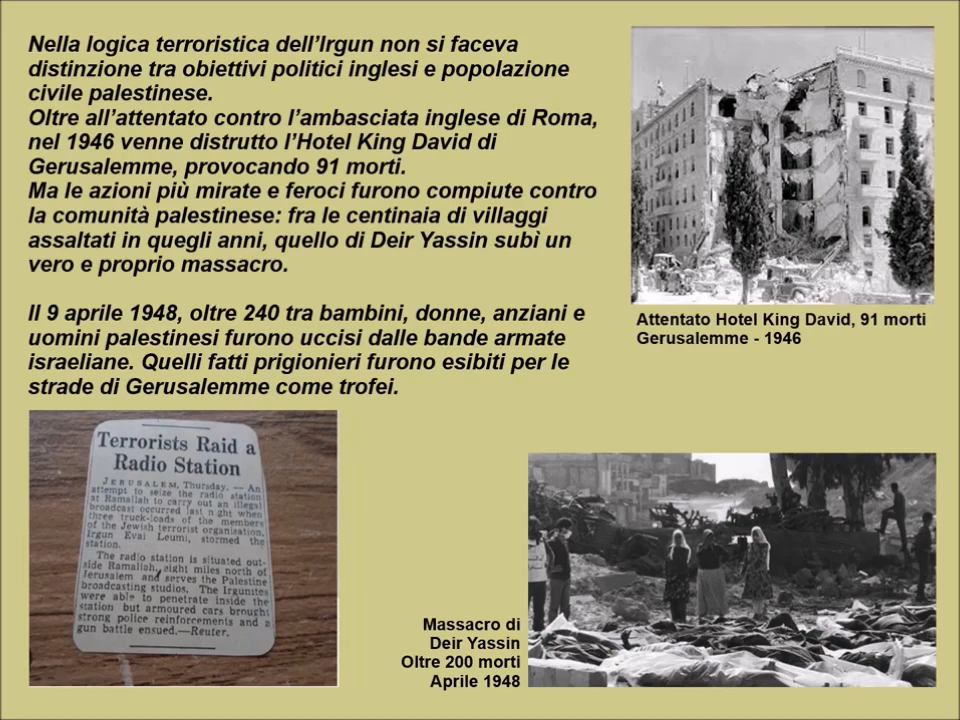 Nella logica terroristica dell'Irgun non si faceva
distinzione tra obiettivi politici inglesi e popolazione
civile palestinese.
Oltre all'attentato contro l'ambasciata inglese di Roma,
nel 1946 venne distrutto l'Hotel King David di
Gerusalemme, provocando 91 morti.
Ma le azioni più mirate e feroci furono compiute contro
la comunità palestinese: fra le centinaia di villaggi
assaltati in quegli anni, quello di Deir Yassin subì un
vero e proprio massacro.
Il 9 aprile 1948, oltre 240 tra bambini, donne, anziani e
uomini palestinesi furono uccisi dalle bande armate
israeliane. Quelli fatti prigionieri furono esibiti per le
strade di Gerusalemme come trofei.
Attentato Hotel King David, 91 morti
Gerusalemme - 1946
Terrorists Raid a
Radio Station
JERUSALEM, Thursday. — An
attempt to seize the radio station
at Ramallah to carry out an illegal
broadcast occurred last night when
three truck-loads of the members
of the Jewish terrorist organisation,
Irgun Evai Leumi, stormed the
station.
The radio station is situated out-
side Ramallah, eight miles north of
Jerusalem and serves the Palestine
broadcasting studios. The Irgunites
were able to penetrate inside the
station but armoured cars brought
strong police reinforcements and a
gun battle ensued.—Reuter.
Massacro di
Deir Yassin
Oltre 200 morti
Aprile 1948